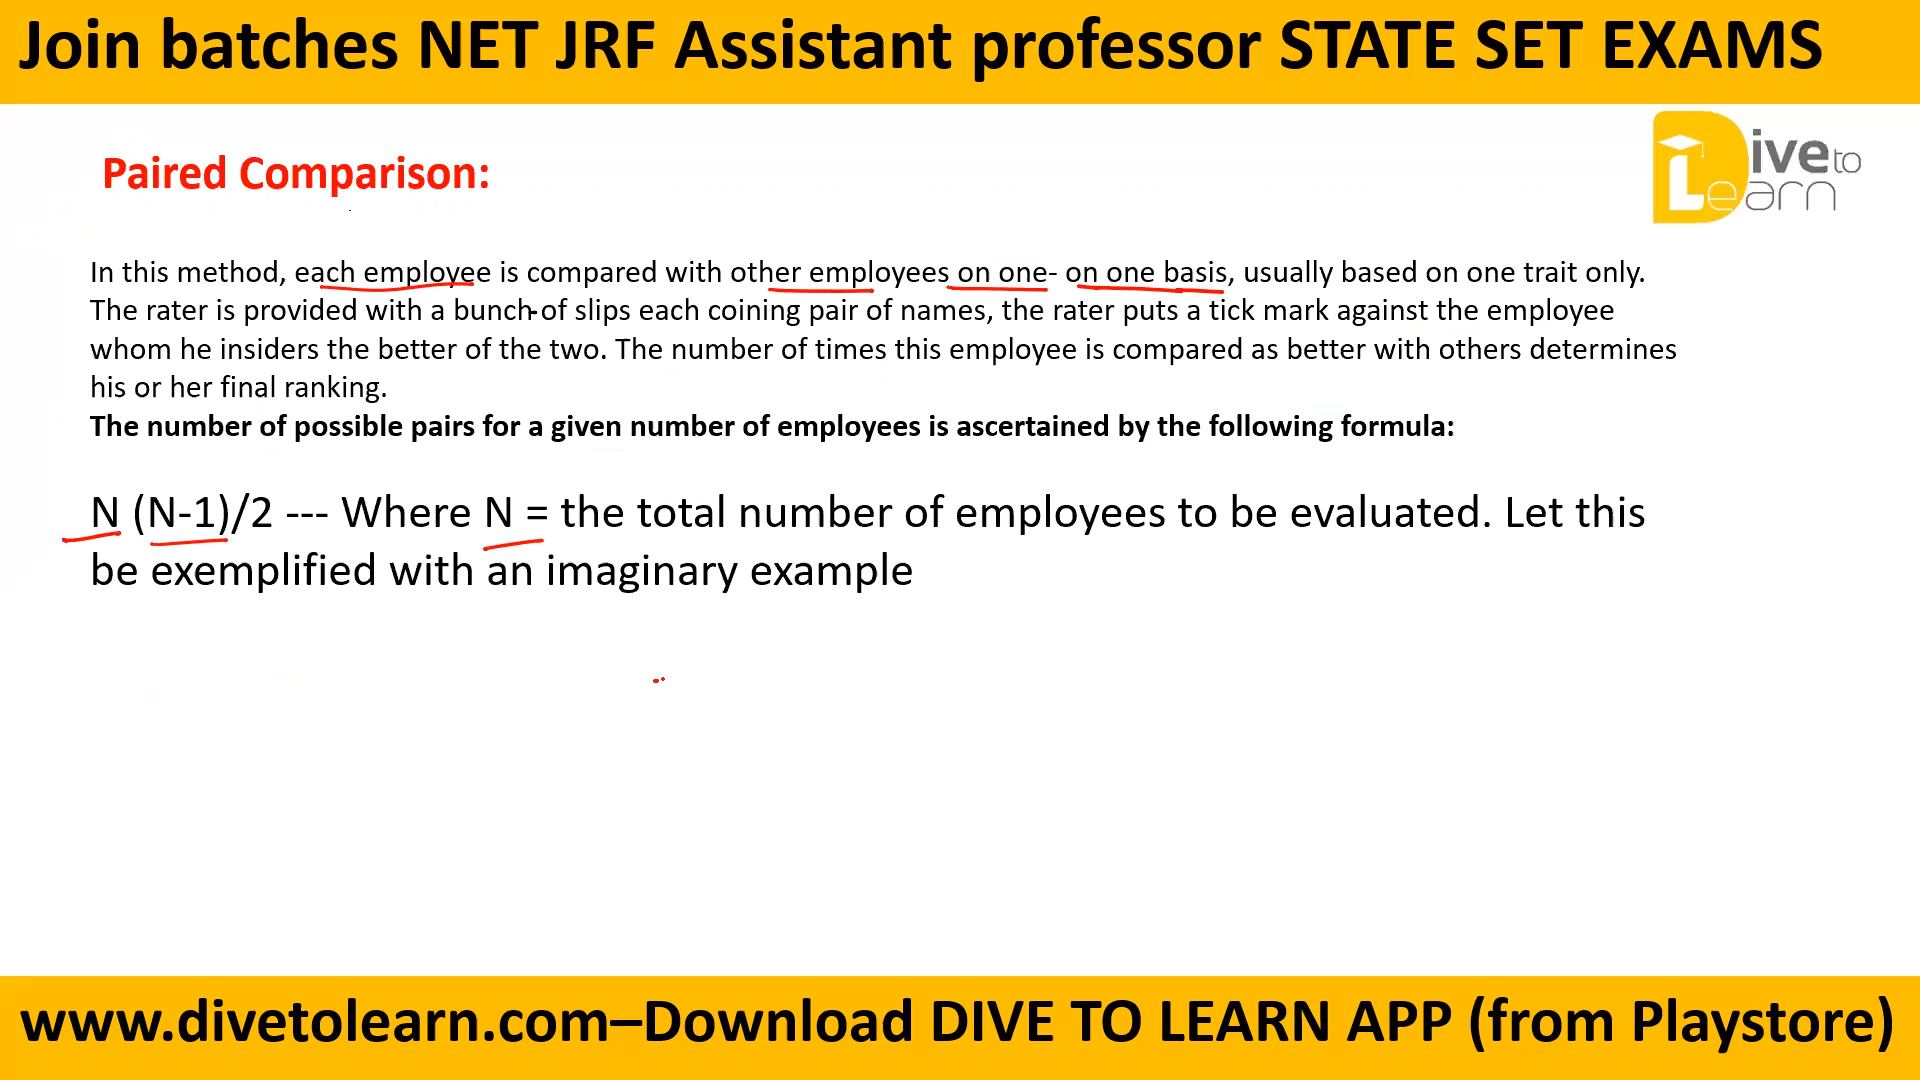 Join batches NET JRF Assistant professor STATE SET EXAMS
Dive to
Learn
Paired Comparison:
In this method, each employee is compared with other employees on one- on one basis, usually based on one trait only.
The rater is provided with a bunch of slips each coining pair of names, the rater puts a tick mark against the employee
whom he insiders the better of the two. The number of times this employee is compared as better with others determines
his or her final ranking.
The number of possible pairs for a given number of employees is ascertained by the following formula:
N (N-1)/2 --- Where N = the total number of employees to be evaluated. Let this
be exemplified with an imaginary example
www.divetolearn.com–Download DIVE TO LEARN APP (from Playstore)